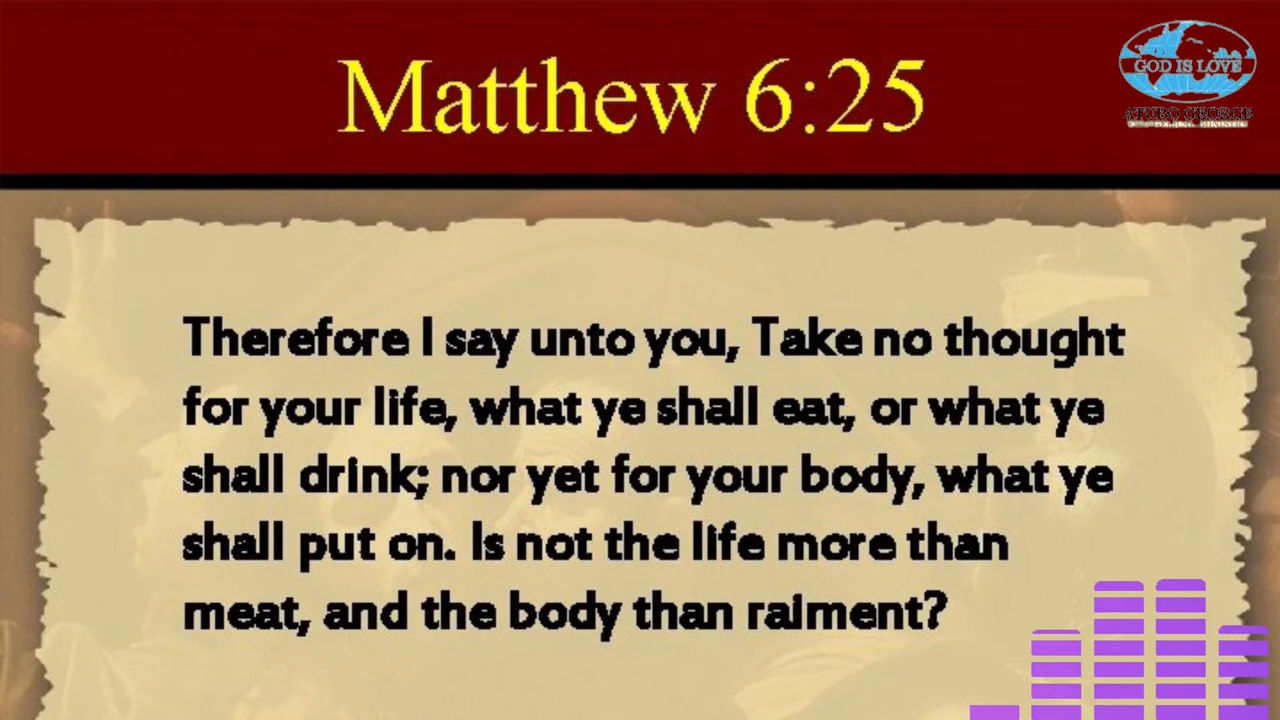 Matthew 6:25
GOD IS LOVE
ATUBO GEORGE
Therefore I say unto you, Take no thought
for your life, what ye shall eat, or what ye
shall drink; nor yet for your body, what ye
shall put on. Is not the life more than
meat, and the body than raiment?